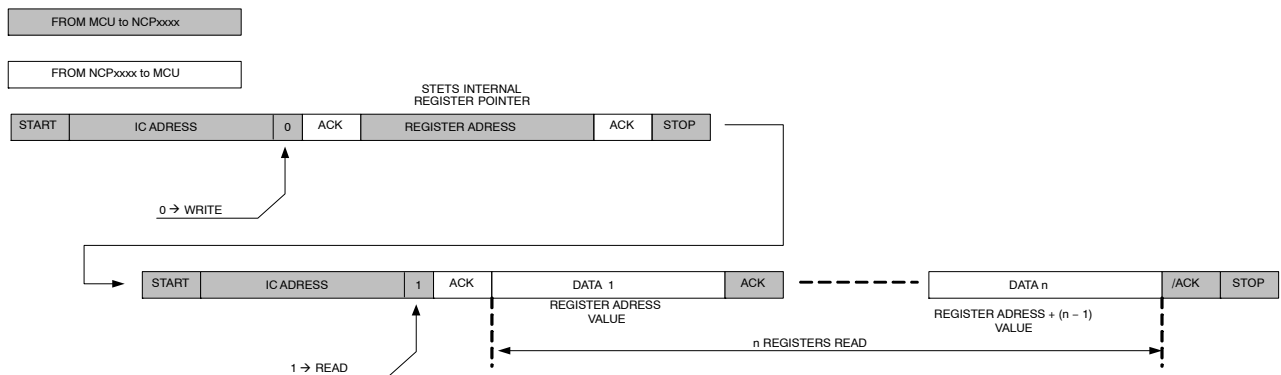 FROM MCU to NCPxxxx
FROM NCPxxxx to MCU
STETS INTERNAL
REGISTER POINTER
START IC ADRESS 0 ACK REGISTER ADRESS ACK STOP
0 → WRITE
START IC ADRESS 1 ACK DATA 1 ACK DATA n /ACK STOP
REGISTER ADRESS
VALUE
REGISTER ADRESS + (n − 1)
VALUE
n REGISTERS READ
1 → READ